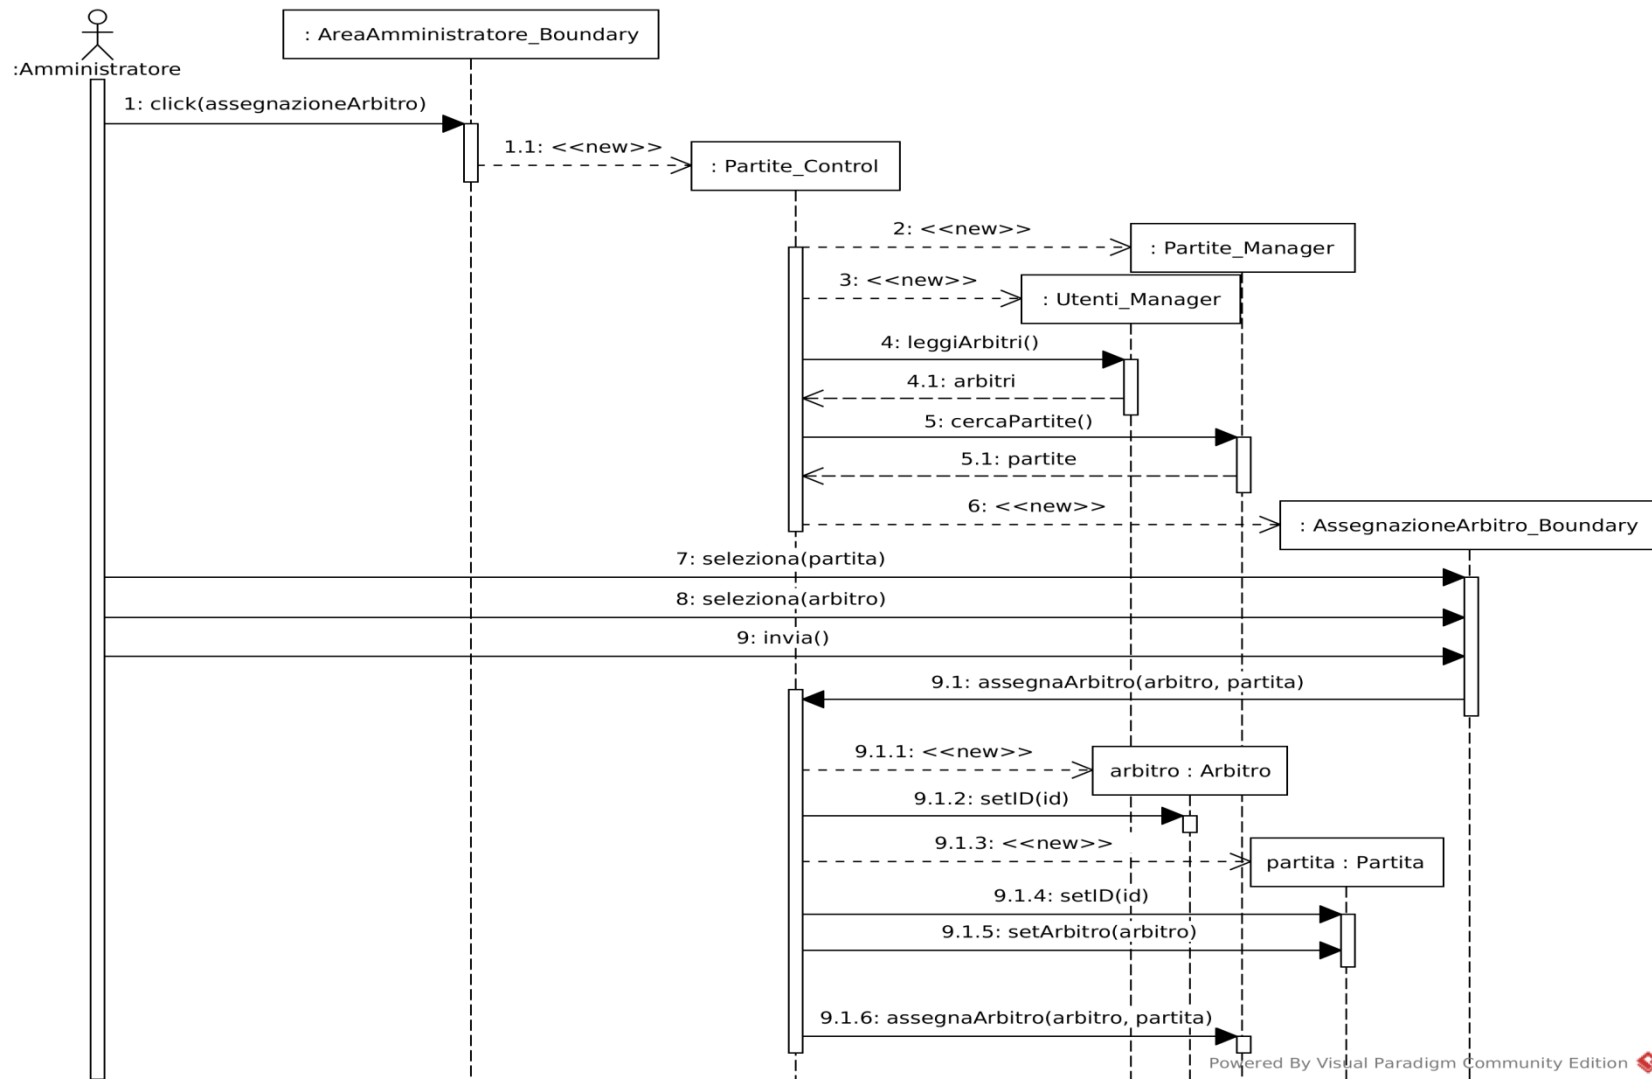 : AreaAmministratore_Boundary
:Amministratore
1: click(assegnazioneArbitro)
1.1: <<new>>
: Partite_Control
2: <<new>>
: Partite_Manager
3: <<new>>
: Utenti_Manager
4: leggiArbitri()
4.1: arbitri
5: cercaPartite()
5.1: partite
6: <<new>>
: AssegnazioneArbitro_Boundary
7: seleziona(partita)
8: seleziona(arbitro)
9: invia()
9.1: assegnaArbitro(arbitro, partita)
9.1.1: <<new>>
arbitro : Arbitro
9.1.2: setID(id)
9.1.3: <<new>>
partita : Partita
9.1.4: setID(id)
9.1.5: setArbitro(arbitro)
9.1.6: assegnaArbitro(arbitro, partita)
Powered By Visual Paradigm Community Edition